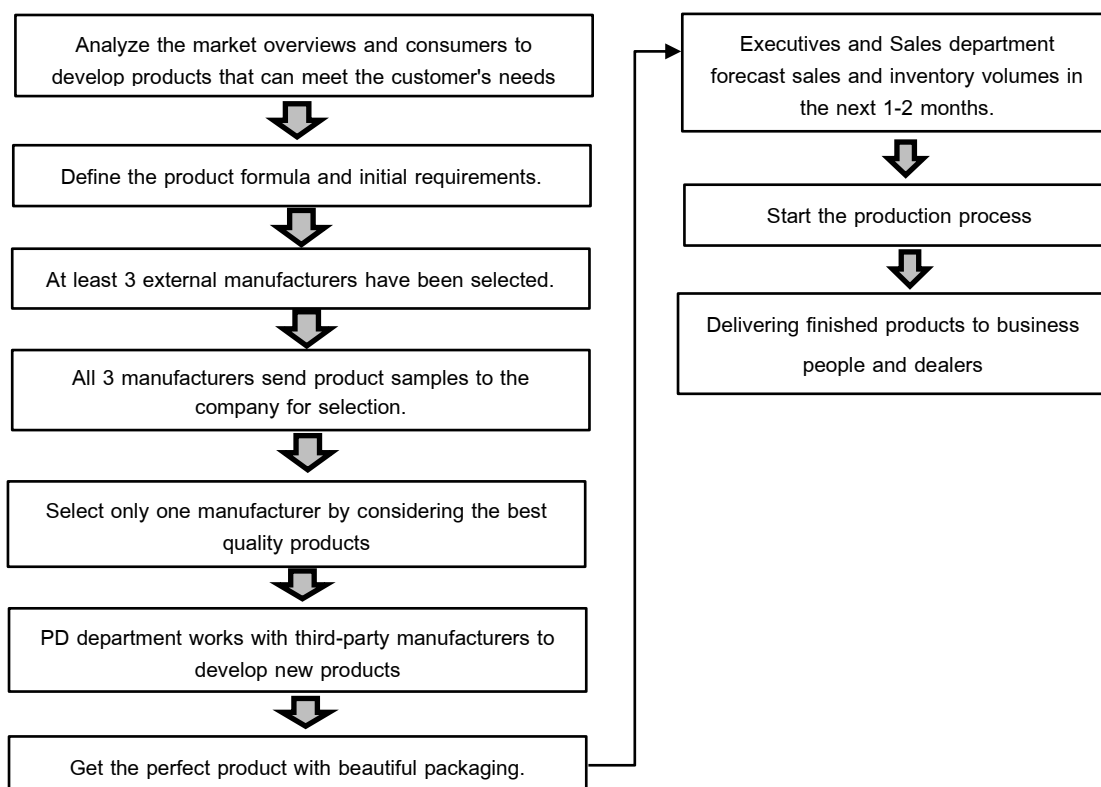 Analyze the market overviews and consumers to
develop products that can meet the customer's needs
Define the product formula and initial requirements.
At least 3 external manufacturers have been selected.
All 3 manufacturers send product samples to the
company for selection.
Select only one manufacturer by considering the best
quality products
PD department works with third-party manufacturers to
develop new products
Get the perfect product with beautiful packaging.
Executives and Sales department
forecast sales and inventory volumes in
the next 1-2 months.
Start the production process
Delivering finished products to business
people and dealers